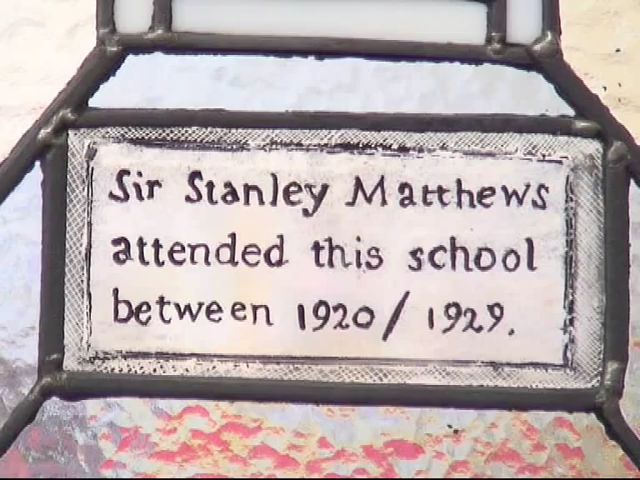 Sir Stanley Matthews
attended this school
between 1920/1929.